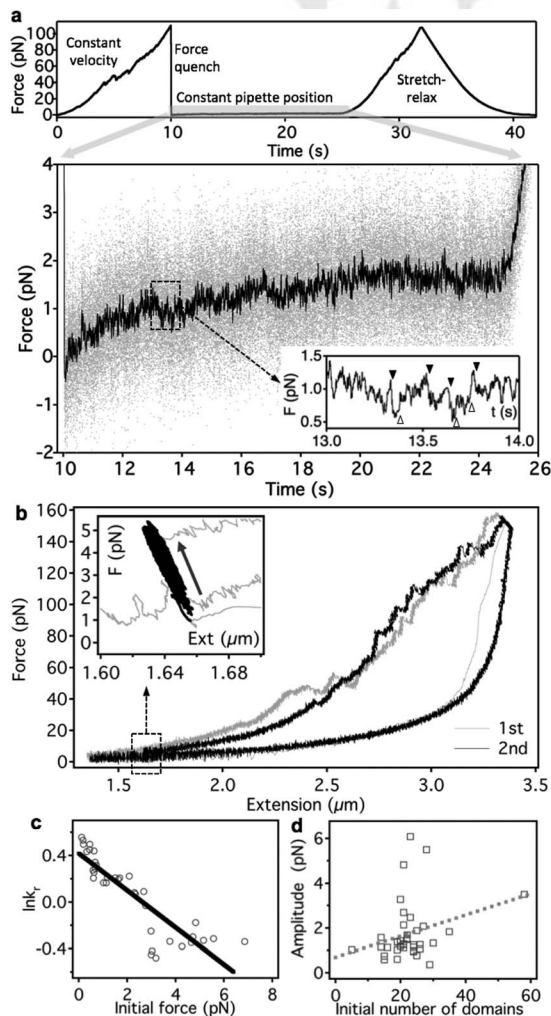 a
Force (pN)
100
80
60
40
20
0
Constant velocity
Force quench
Constant pipette position
Stretch-relax
0 10 20 30 40
Time (s)
Force (pN)
4
3
2
1
0
-1
-2
F (pN)
1.5
1.0
0.5
t (s)
13.0 13.5 14.0
10 12 14 16 18 20 22 24 26
Time (s)
b
Force (pN)
160
140
120
100
80
60
40
20
0
F (pN)
5
4
3
2
1
0
Ext (μm)
1.60 1.64 1.68
1st
2nd
1.5 2.0 2.5 3.0 3.5
Extension (μm)
c
lnkr
0.4
0.0
-0.4
0 2 4 6 8
Initial force (pN)
d
Amplitude (pN)
6
4
2
0
0 20 40 60
Initial number of domains